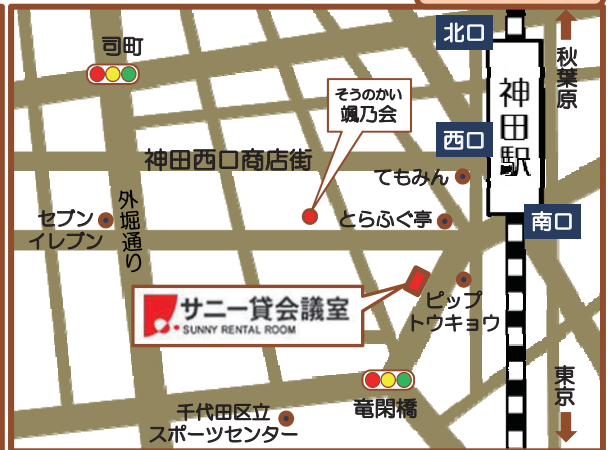 北口
秋葉原
司町
神田駅
そうのかい
颯乃会
西口
神田西口商店街
てもみん
外堀通り
セブン
イレブン
とらふぐ亭
南口
サニー貸会議室
SUNNY RENTAL ROOM
ピップ
トウキョウ
竜閑橋
東京
千代田区立
スポーツセンター